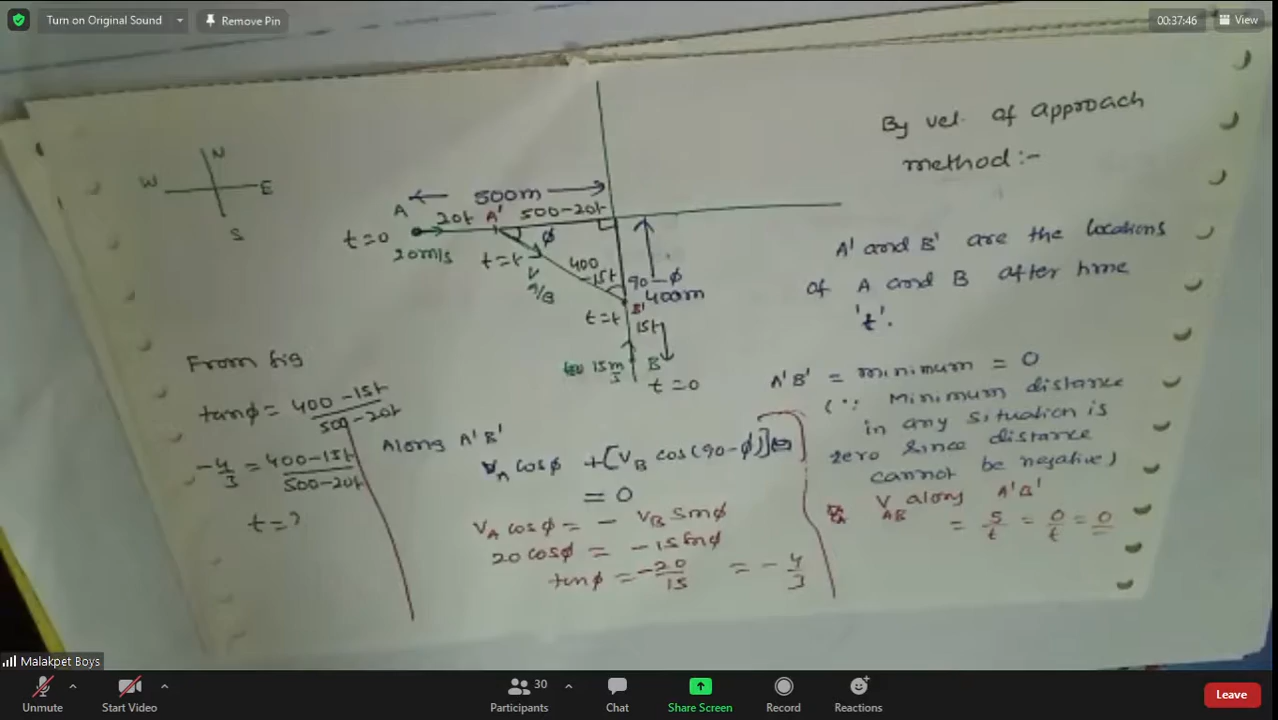 Turn on Original Sound
Remove Pin
00:37:46
View
N
W
E
S
By vel. of approach
method:-
500m
A
20t
A'
500-20t
t=0
20m/s
t=t
φ
V
A/B
400
-15t
90-φ
400m
B'
t=t
15t
15m/s
B
t=0
A' and B' are the locations
of A and B after time
't'.
A'B' = minimum = 0
(∵ Minimum distance
in any situation is
zero since distance
cannot be negative)
V_AB along A'B'
= s/t = 0/t = 0
From fig
tanφ = (400-15t)/(500-20t)
-4/3 = (400-15t)/(500-20t)
t=?
Along A'B'
V_A cosφ + [V_B cos(90-φ)]
= 0
V_A cosφ = - V_B sinφ
20 cosφ = -15 sinφ
tanφ = -20/15 = -4/3
Malakpet Boys
Unmute
Start Video
30
Participants
Chat
Share Screen
Record
Reactions
Leave